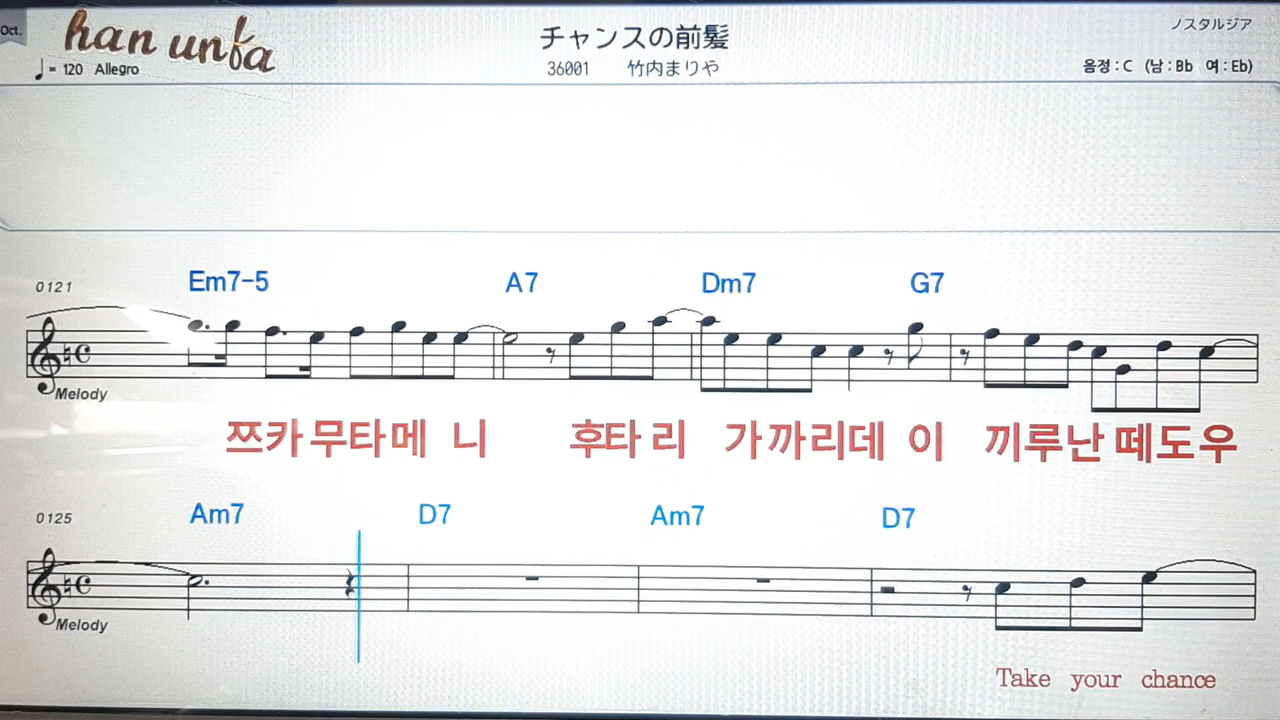 Oct.
han unfa
チャンスの前髪
ノスタルジア
= 120 Allegro
36001 竹内まりや
음정 : C (남 : Bb 여 : Eb)
0121
Em7-5 A7 Dm7 G7
Melody
쯔카무타메 니 후타 리 가까리데 이 끼루난 떼도우
0125
Am7 D7 Am7 D7
Melody
Take your chance